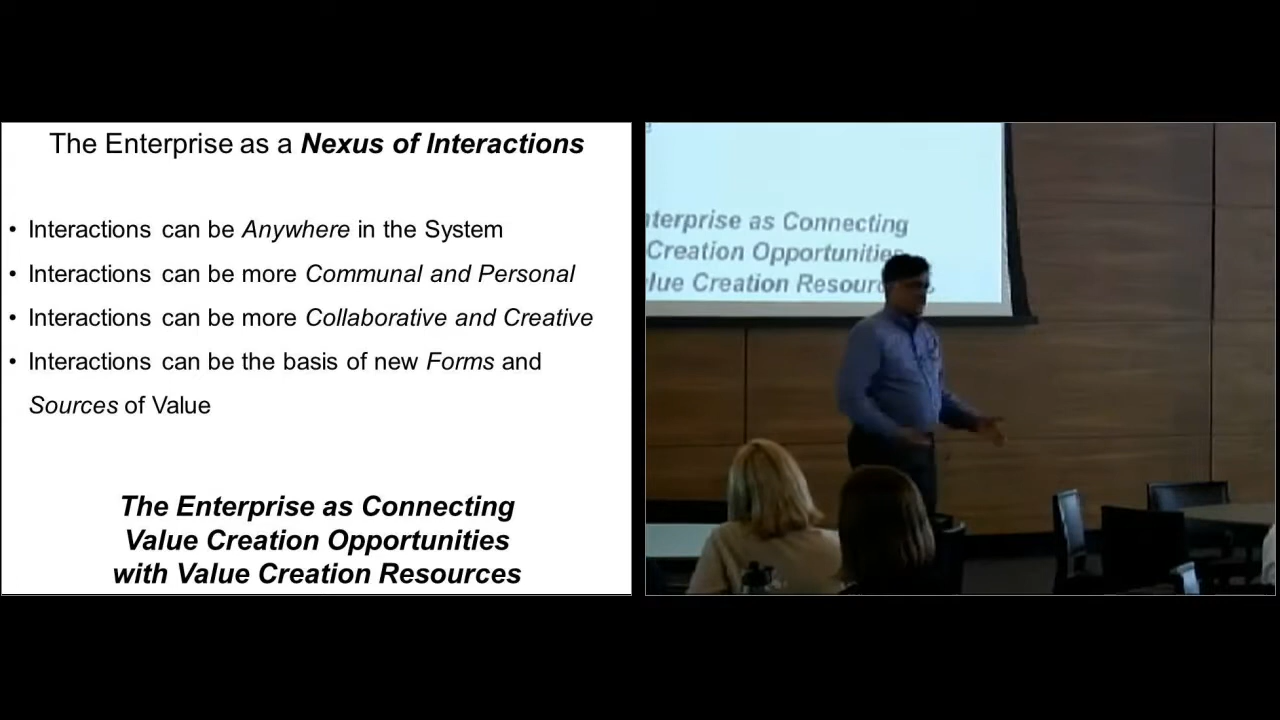 The Enterprise as a Nexus of Interactions
• Interactions can be Anywhere in the System
• Interactions can be more Communal and Personal
• Interactions can be more Collaborative and Creative
• Interactions can be the basis of new Forms and
Sources of Value
The Enterprise as Connecting
Value Creation Opportunities
with Value Creation Resources
nterprise as Connecting
Creation Opportunities
lue Creation Resour